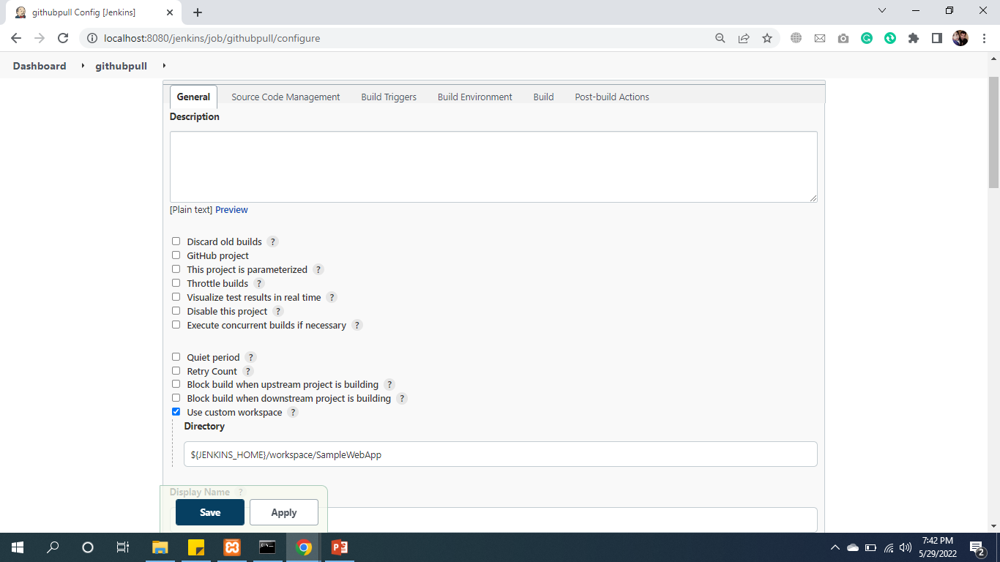 githubpull Config [Jenkins]
localhost:8080/jenkins/job/githubpull/configure
Dashboard githubpull
General Source Code Management Build Triggers Build Environment Build Post-build Actions
Description
[Plain text] Preview
Discard old builds ?
GitHub project
This project is parameterized ?
Throttle builds ?
Visualize test results in real time ?
Disable this project ?
Execute concurrent builds if necessary ?
Quiet period ?
Retry Count ?
Block build when upstream project is building ?
Block build when downstream project is building ?
Use custom workspace ?
Directory
${JENKINS_HOME}/workspace/SampleWebApp
Display Name ?
Save Apply
7:42 PM
5/29/2022
2